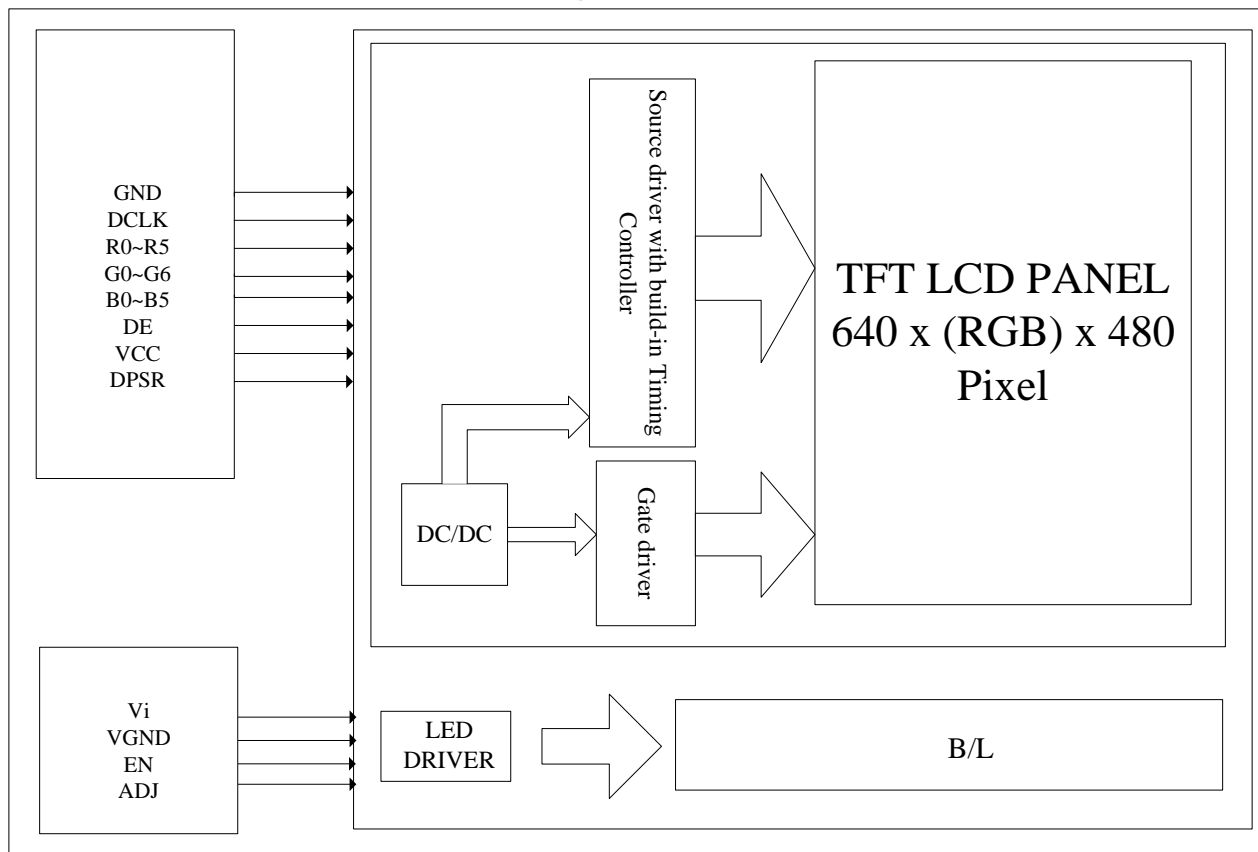 GND
DCLK
R0~R5
G0~G6
B0~B5
DE
VCC
DPSR
Source driver with build-in Timing
Controller
TFT LCD PANEL
640 x (RGB) x 480
Pixel
DC/DC
Gate driver
Vi
VGND
EN
ADJ
LED
DRIVER
B/L